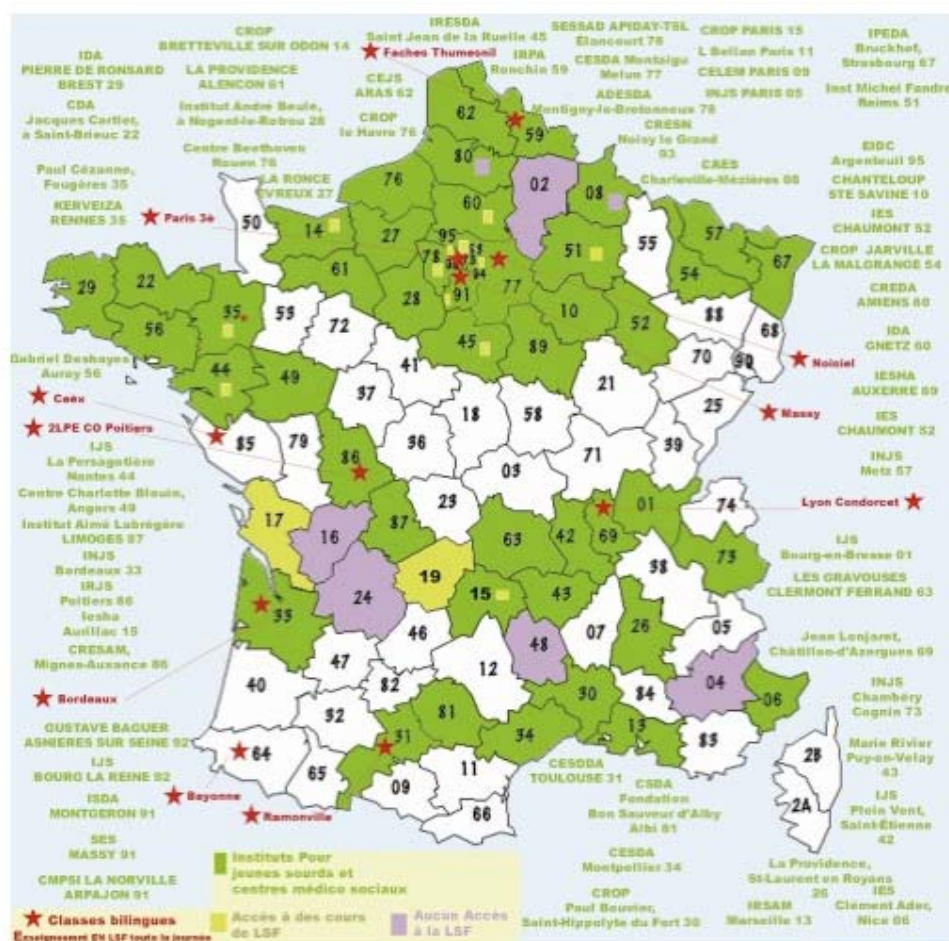 CROP
BRETTEVILLE SUR ODON 14
IRESDA
Saint Jean de la Ruelle 45
Faches Thumesnil
SESSAD APIDAY-TSL
Élancourt 78
CROP PARIS 15
IPEDA
Bruckhof,
Strasbourg 67
IDA
PIERRE DE RONSARD
BREST 29
LA PROVIDENCE
ALENCON 61
CEJS
ARAS 62
IRPA
Ronchin 59
CESDA Montaigu
Melun 77
L Bellan Paris 11
CELEM PARIS 09
INJS PARIS 05
Inst Michel Fandre
Reims 51
CDA
Jacques Cartier,
à Saint-Brieuc 22
Institut André Beule,
à Nogent-le-Rotrou 28
CROP
le Havre 76
ADESDA
Montigny-le-Bretonneux 78
CRESN
Noisy le Grand
93
Centre Beethoven
Rouen 76
LA RONCE
EVREUX 27
CAES
Charleville-Mézières 08
EIDC
Argenteuil 95
CHANTELOUP
STE SAVINE 10
Paul Cézanne,
Fougères 35
KERVEIZA
RENNES 35
Paris 3è
IES
CHAUMONT 52
CROP JARVILLE
LA MALGRANGE 54
CREDA
AMIENS 80
IDA
GNETZ 60
IESHA
AUXERRE 89
IES
CHAUMONT 52
INJS
Metz 57
Noisiel
Massy
Lyon Condorcet
Gabriel Deshayes
Auray 56
Coëx
2LPE CO Poitiers
IJS
La Persagotière
Nantes 44
Centre Charlotte Blouin,
Angers 49
Institut Aimé Labrégère
LIMOGES 87
INJS
Bordeaux 33
IRJS
Poitiers 86
Iesha
Aurillac 15
CRESAM,
Mignon-Auxance 86
Bordeaux
IJS
Bourg-en-Bresse 01
LES GRAVOUSES
CLERMONT FERRAND 63
Jean Lonjaret,
Châtillon-d'Azergues 69
INJS
Chambéry
Cognin 73
Marie Rivier
Puy-en-Velay
43
IJS
Plein Vent,
Saint-Étienne
42
GUSTAVE BAGUER
ASNIERES SUR SEINE 92
IJS
BOURG LA REINE 92
ISDA
MONTGERON 91
SES
MASSY 91
CMPSI LA NORVILLE
ARPAJON 91
Bayonne
Ramonville
CESDDA
TOULOUSE 31
CSDA
Fondation
Bon Sauveur d'Alby
Albi 81
CESDA
Montpellier 34
CROP
Paul Bouvier,
Saint-Hippolyte du Fort 30
La Providence,
St-Laurent en Royans
26
IRSAM
Marseille 13
IES
Clément Ader,
Nice 06
62
59
80
02
08
76
60
50
14
27
95
78
77
91
51
55
57
54
67
61
28
10
52
88
68
29
22
56
35
53
72
45
89
70
90
44
49
41
37
18
58
21
25
39
85
79
86
36
03
71
23
17
16
87
63
42
69
01
74
73
38
24
19
15
43
33
46
48
07
26
05
47
12
04
06
40
82
30
84
32
81
34
13
83
64
65
31
09
11
66
2B
2A
Instituts Pour
jeunes sourds et
centres médico sociaux
Classes bilingues
Enseignement EN LSF toute la journée
Accès à des cours
de LSF
Aucun Accès
à la LSF